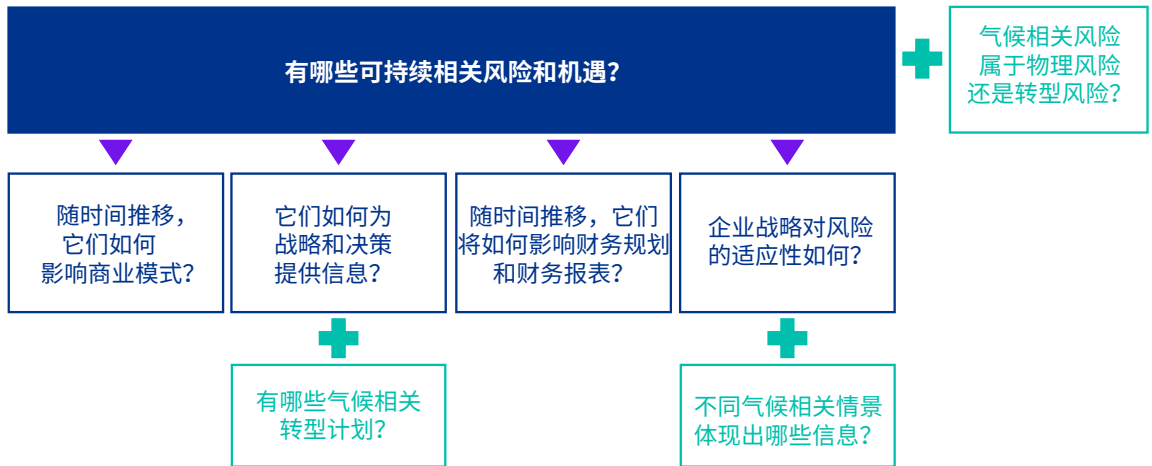 有哪些可持续相关风险和机遇？
气候相关风险
属于物理风险
还是转型风险？
随时间推移，
它们如何
影响商业模式？
它们如何为
战略和决策
提供信息？
随时间推移，它们
将如何影响财务规划
和财务报表？
企业战略对风险
的适应性如何？
有哪些气候相关
转型计划？
不同气候相关情景
体现出哪些信息？